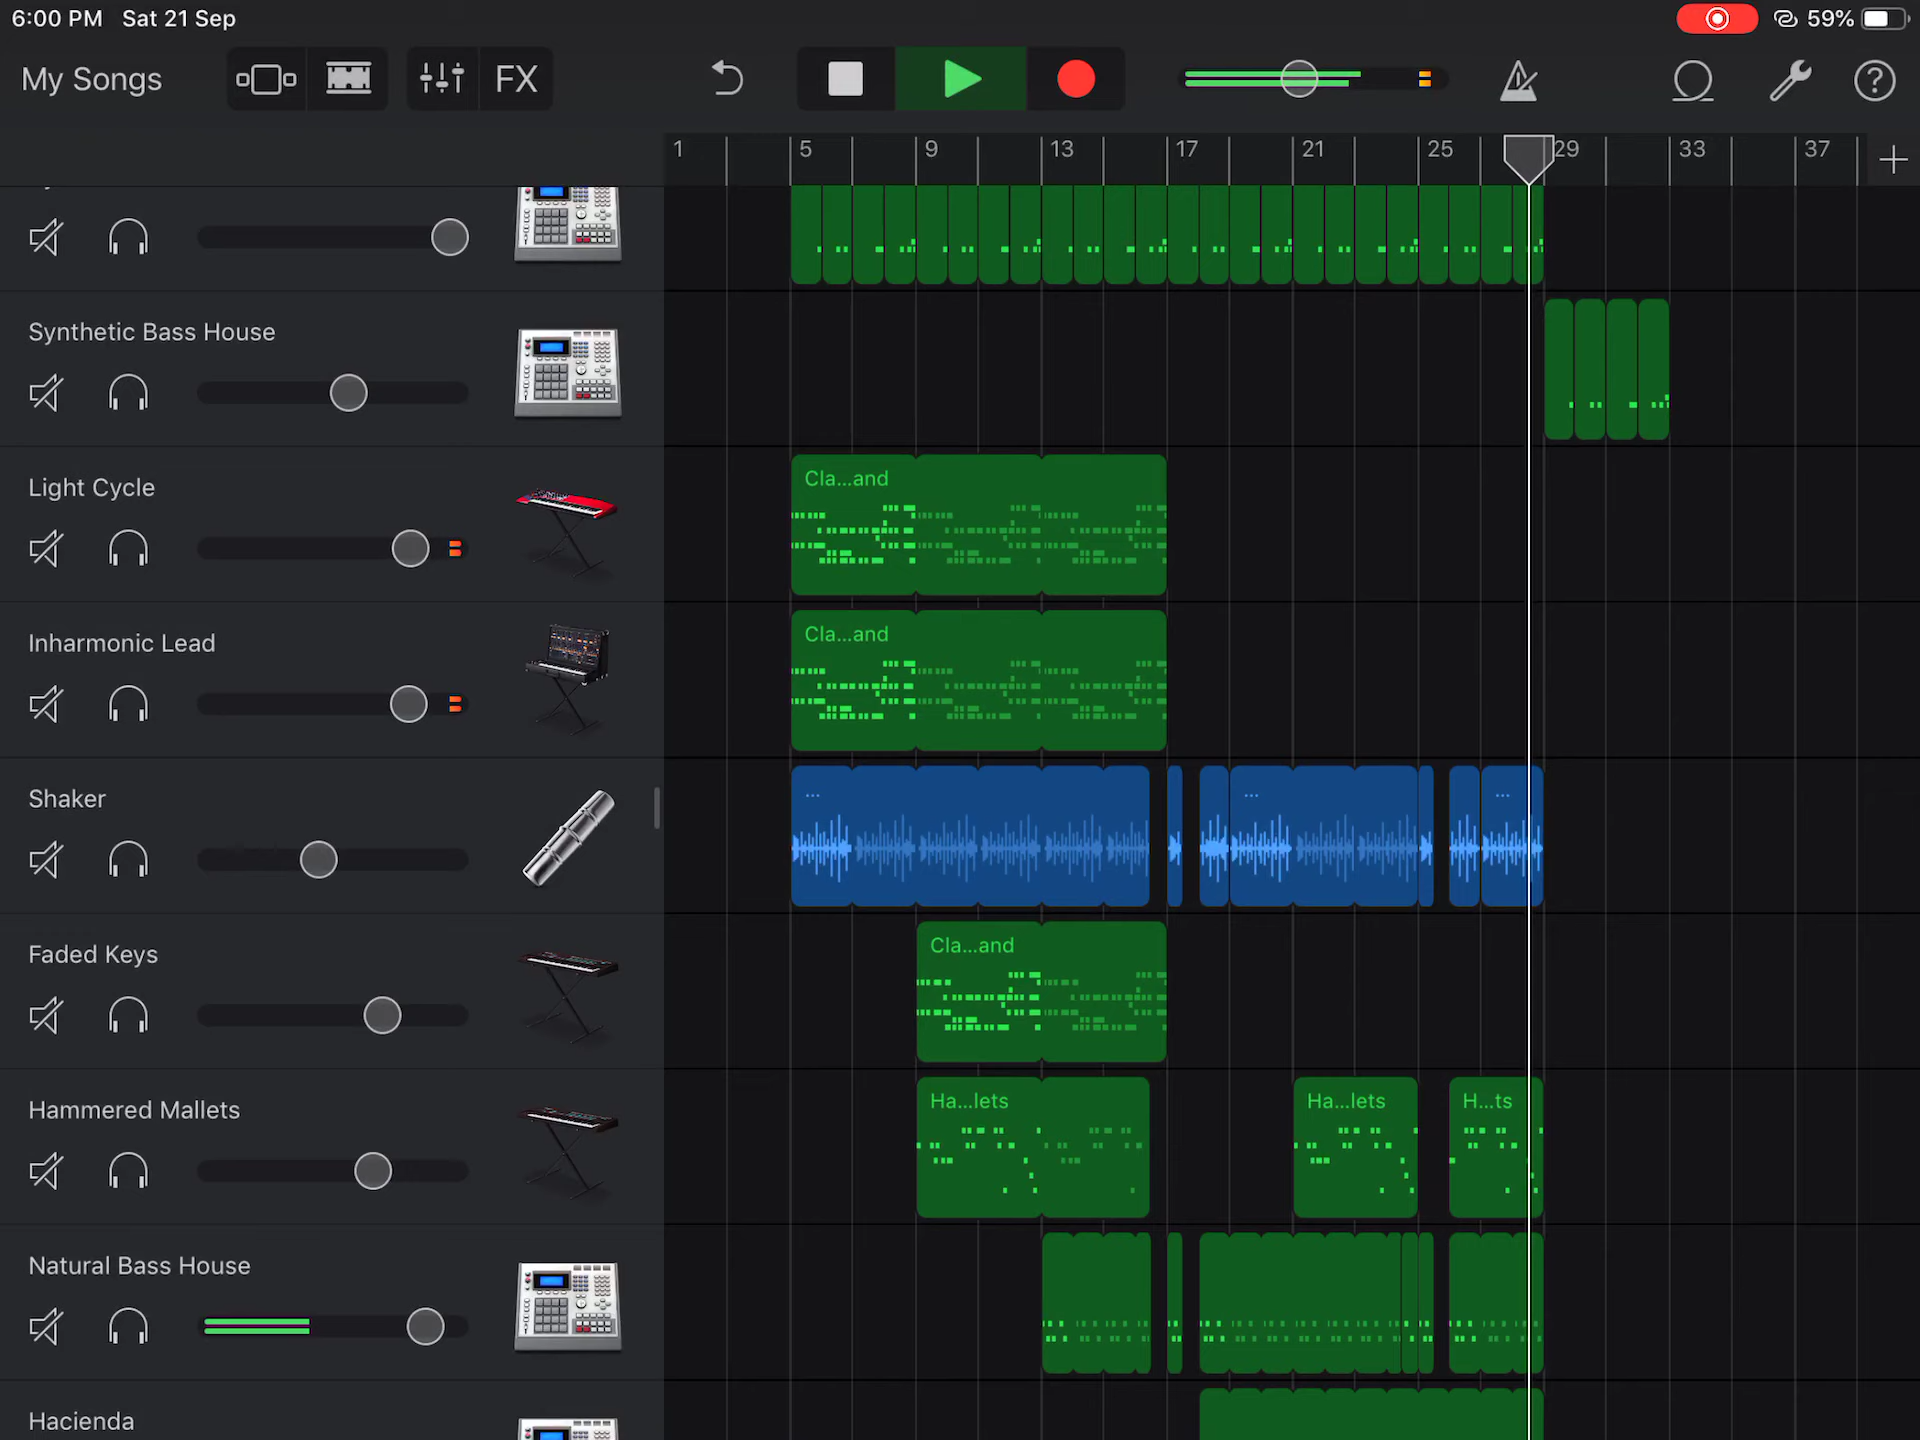 6:00 PM Sat 21 Sep
59%
My Songs
FX
1 5 9 13 17 21 25 29 33 37
Synthetic Bass House
Light Cycle
Cla...and
Inharmonic Lead
Cla...and
Shaker
... ... ...
Faded Keys
Cla...and
Hammered Mallets
Ha...lets Ha...lets H...ts
Natural Bass House
Hacienda